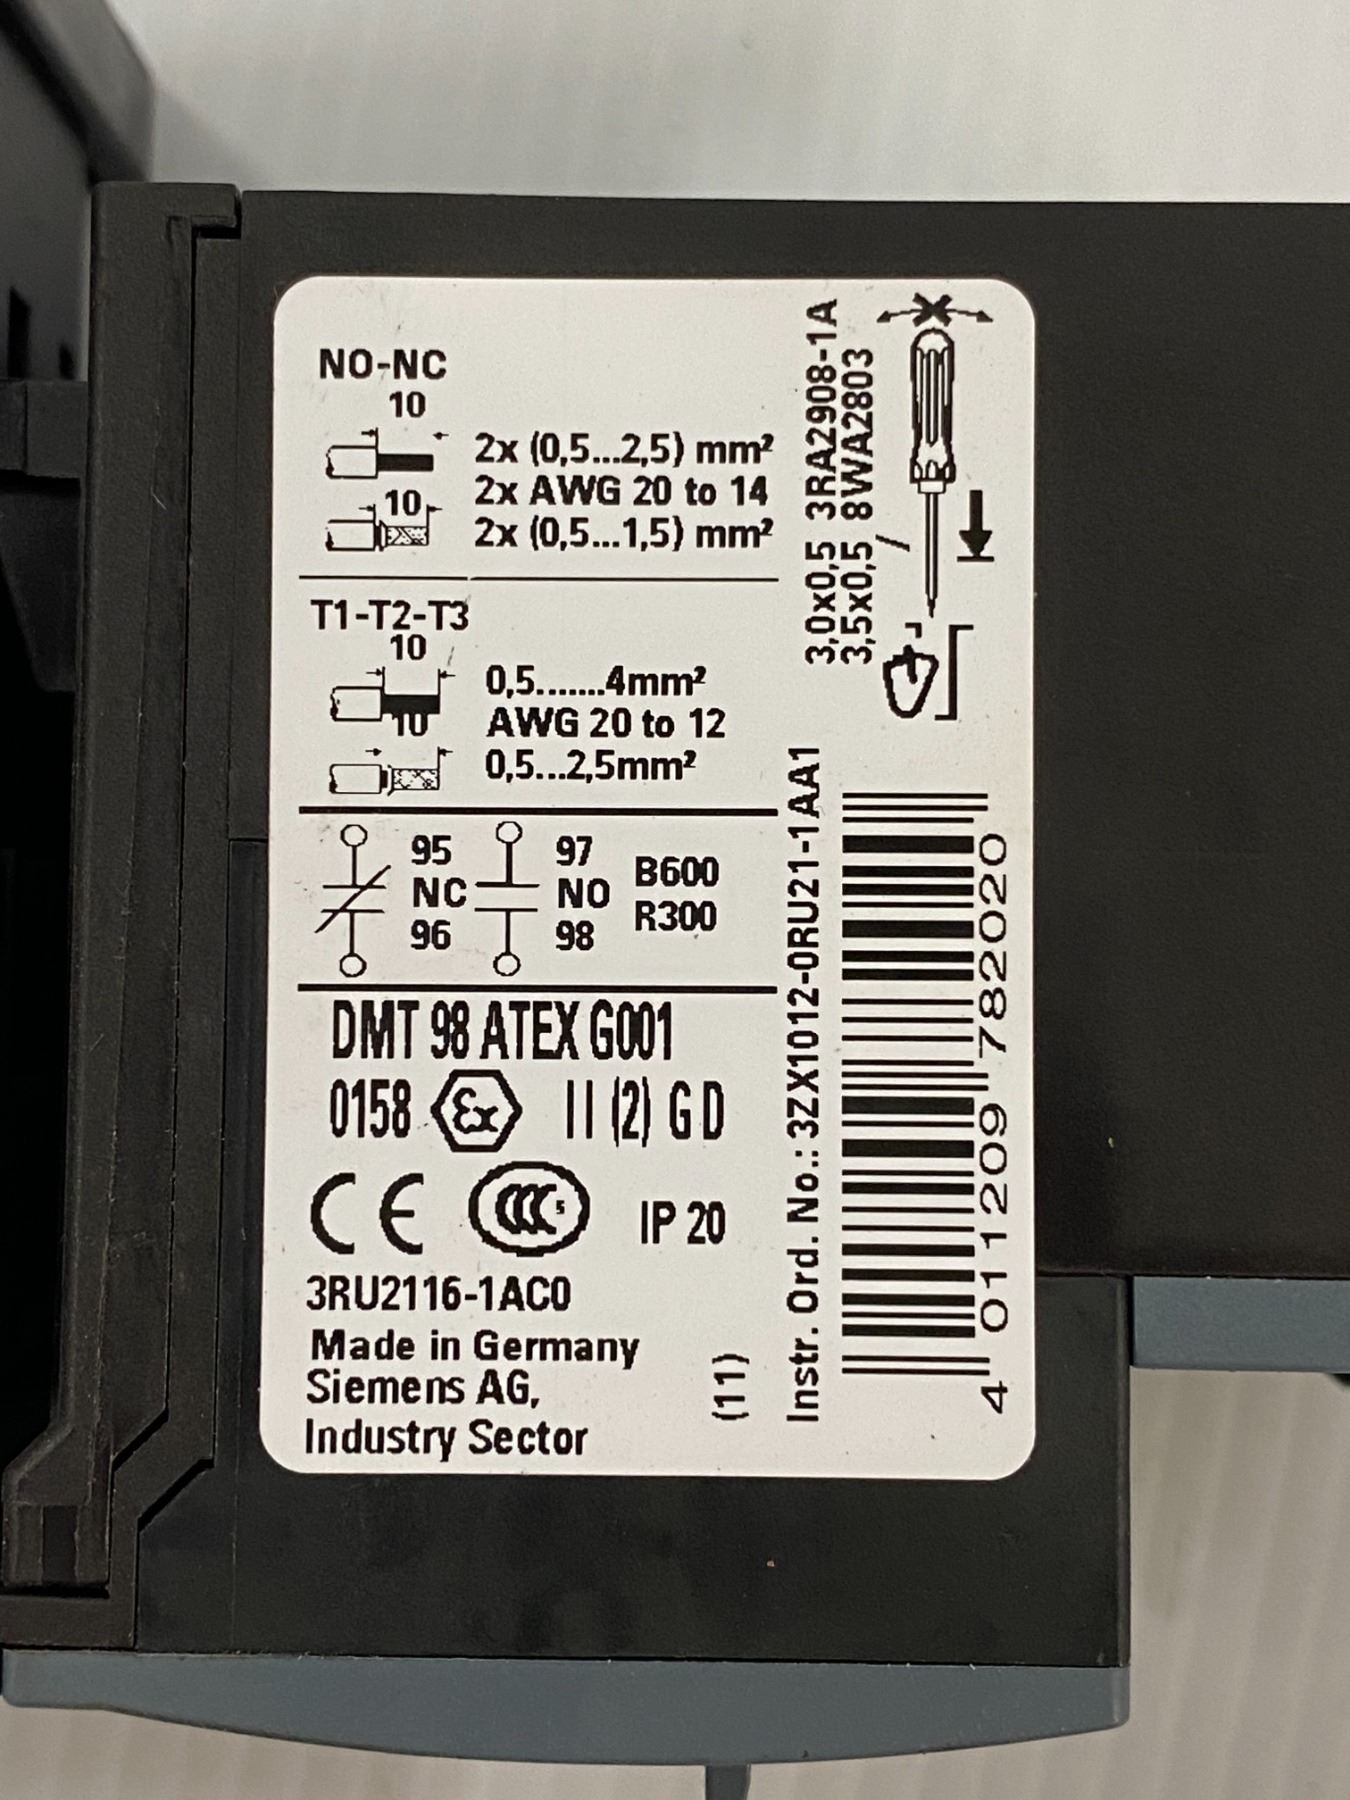 NO-NC
10
2x (0,5...2,5) mm²
2x AWG 20 to 14
10
2x (0,5...1,5) mm²
T1-T2-T3
10
0,5.......4mm²
10
AWG 20 to 12
0,5...2,5mm²
95 97
NC NO B600
96 98 R300
DMT 98 ATEX G001
0158 Ex II (2) G D
CE CCC S IP 20
3RU2116-1AC0
Made in Germany
Siemens AG,
Industry Sector
(11)
3,0x0,5 3RA2908-1A
3,5x0,5 / 8WA2803
Instr. Ord. No.: 3ZX1012-0RU21-1AA1
4 011209 782020